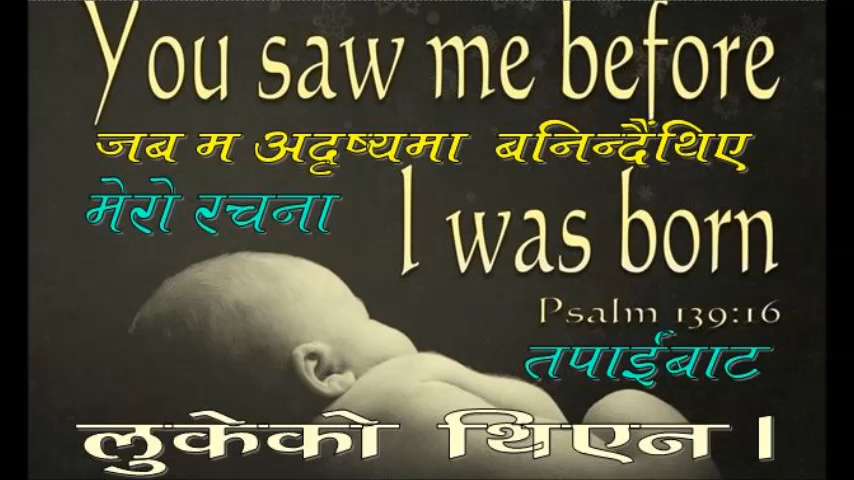 You saw me before
जब म अदृष्यमा बनिन्दैंथिए
मेरो रचना
I was born
Psalm 139:16
तपाईंबाट
लुकेको थिएन ।